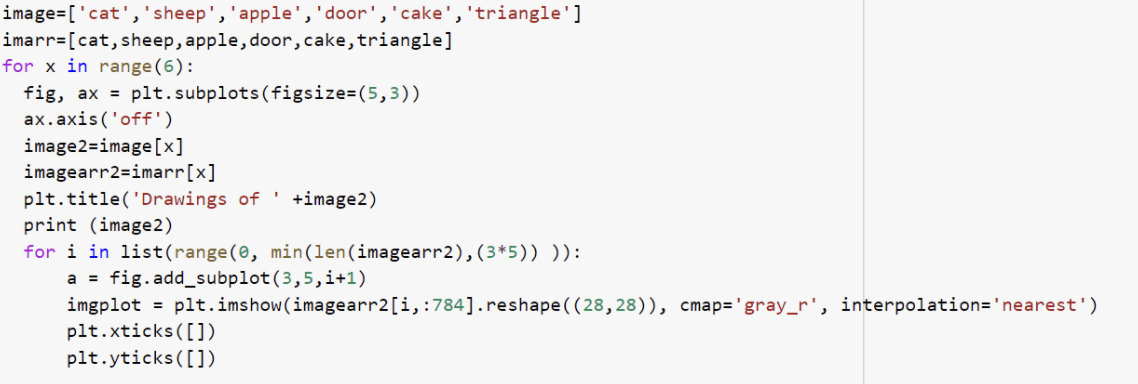 image=['cat','sheep','apple','door','cake','triangle']
imarr=[cat,sheep,apple,door,cake,triangle]
for x in range(6):
  fig, ax = plt.subplots(figsize=(5,3))
  ax.axis('off')
  image2=image[x]
  imagearr2=imarr[x]
  plt.title('Drawings of ' +image2)
  print (image2)
  for i in list(range(0, min(len(imagearr2),(3*5)) )):
      a = fig.add_subplot(3,5,i+1)
      imgplot = plt.imshow(imagearr2[i,:784].reshape((28,28)), cmap='gray_r', interpolation='nearest')
      plt.xticks([])
      plt.yticks([])